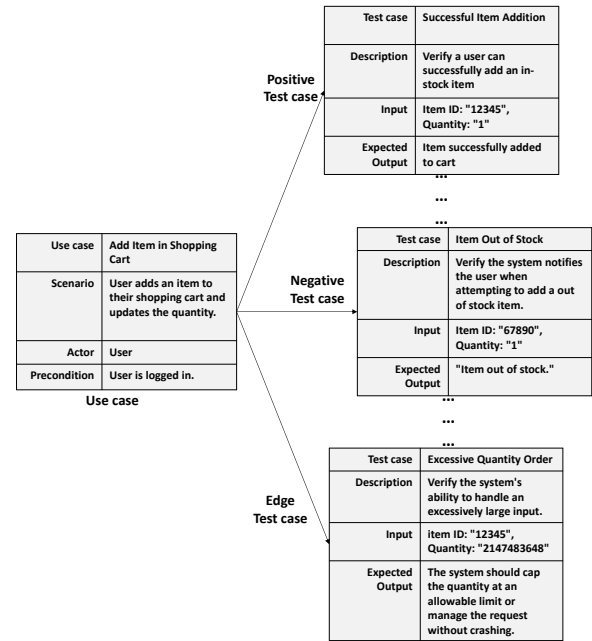 Test case Successful Item Addition
Description Verify a user can
successfully add an in-
stock item
Input Item ID: "12345",
Quantity: "1"
Expected Item successfully added
Output to cart
...
...
...
Positive
Test case
Use case Add Item in Shopping
Cart
Scenario User adds an item to
their shopping cart and
updates the quantity.
Actor User
Precondition User is logged in.
Use case
Negative
Test case
Test case Item Out of Stock
Description Verify the system notifies
the user when
attempting to add a out
of stock item.
Input Item ID: "67890",
Quantity: "1"
Expected "Item out of stock."
Output
...
...
...
Edge
Test case
Test case Excessive Quantity Order
Description Verify the system's
ability to handle an
excessively large input.
Input item ID: "12345",
Quantity: "2147483648"
Expected The system should cap
Output the quantity at an
allowable limit or
manage the request
without crashing.